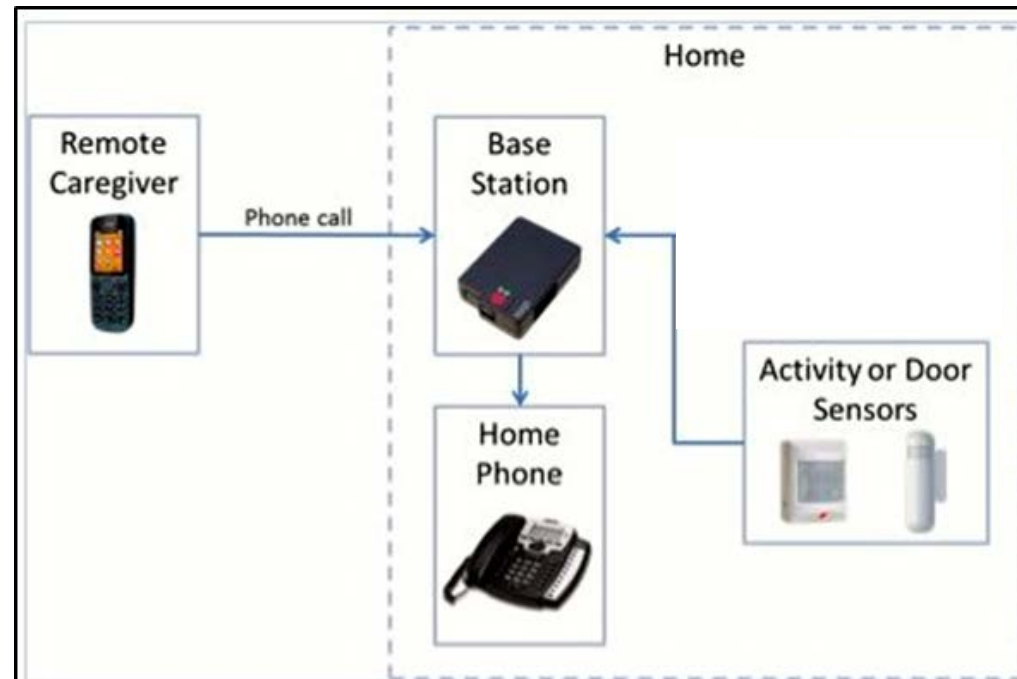 Home
Remote
Caregiver
Phone call
Base
Station
Home
Phone
Activity or Door
Sensors